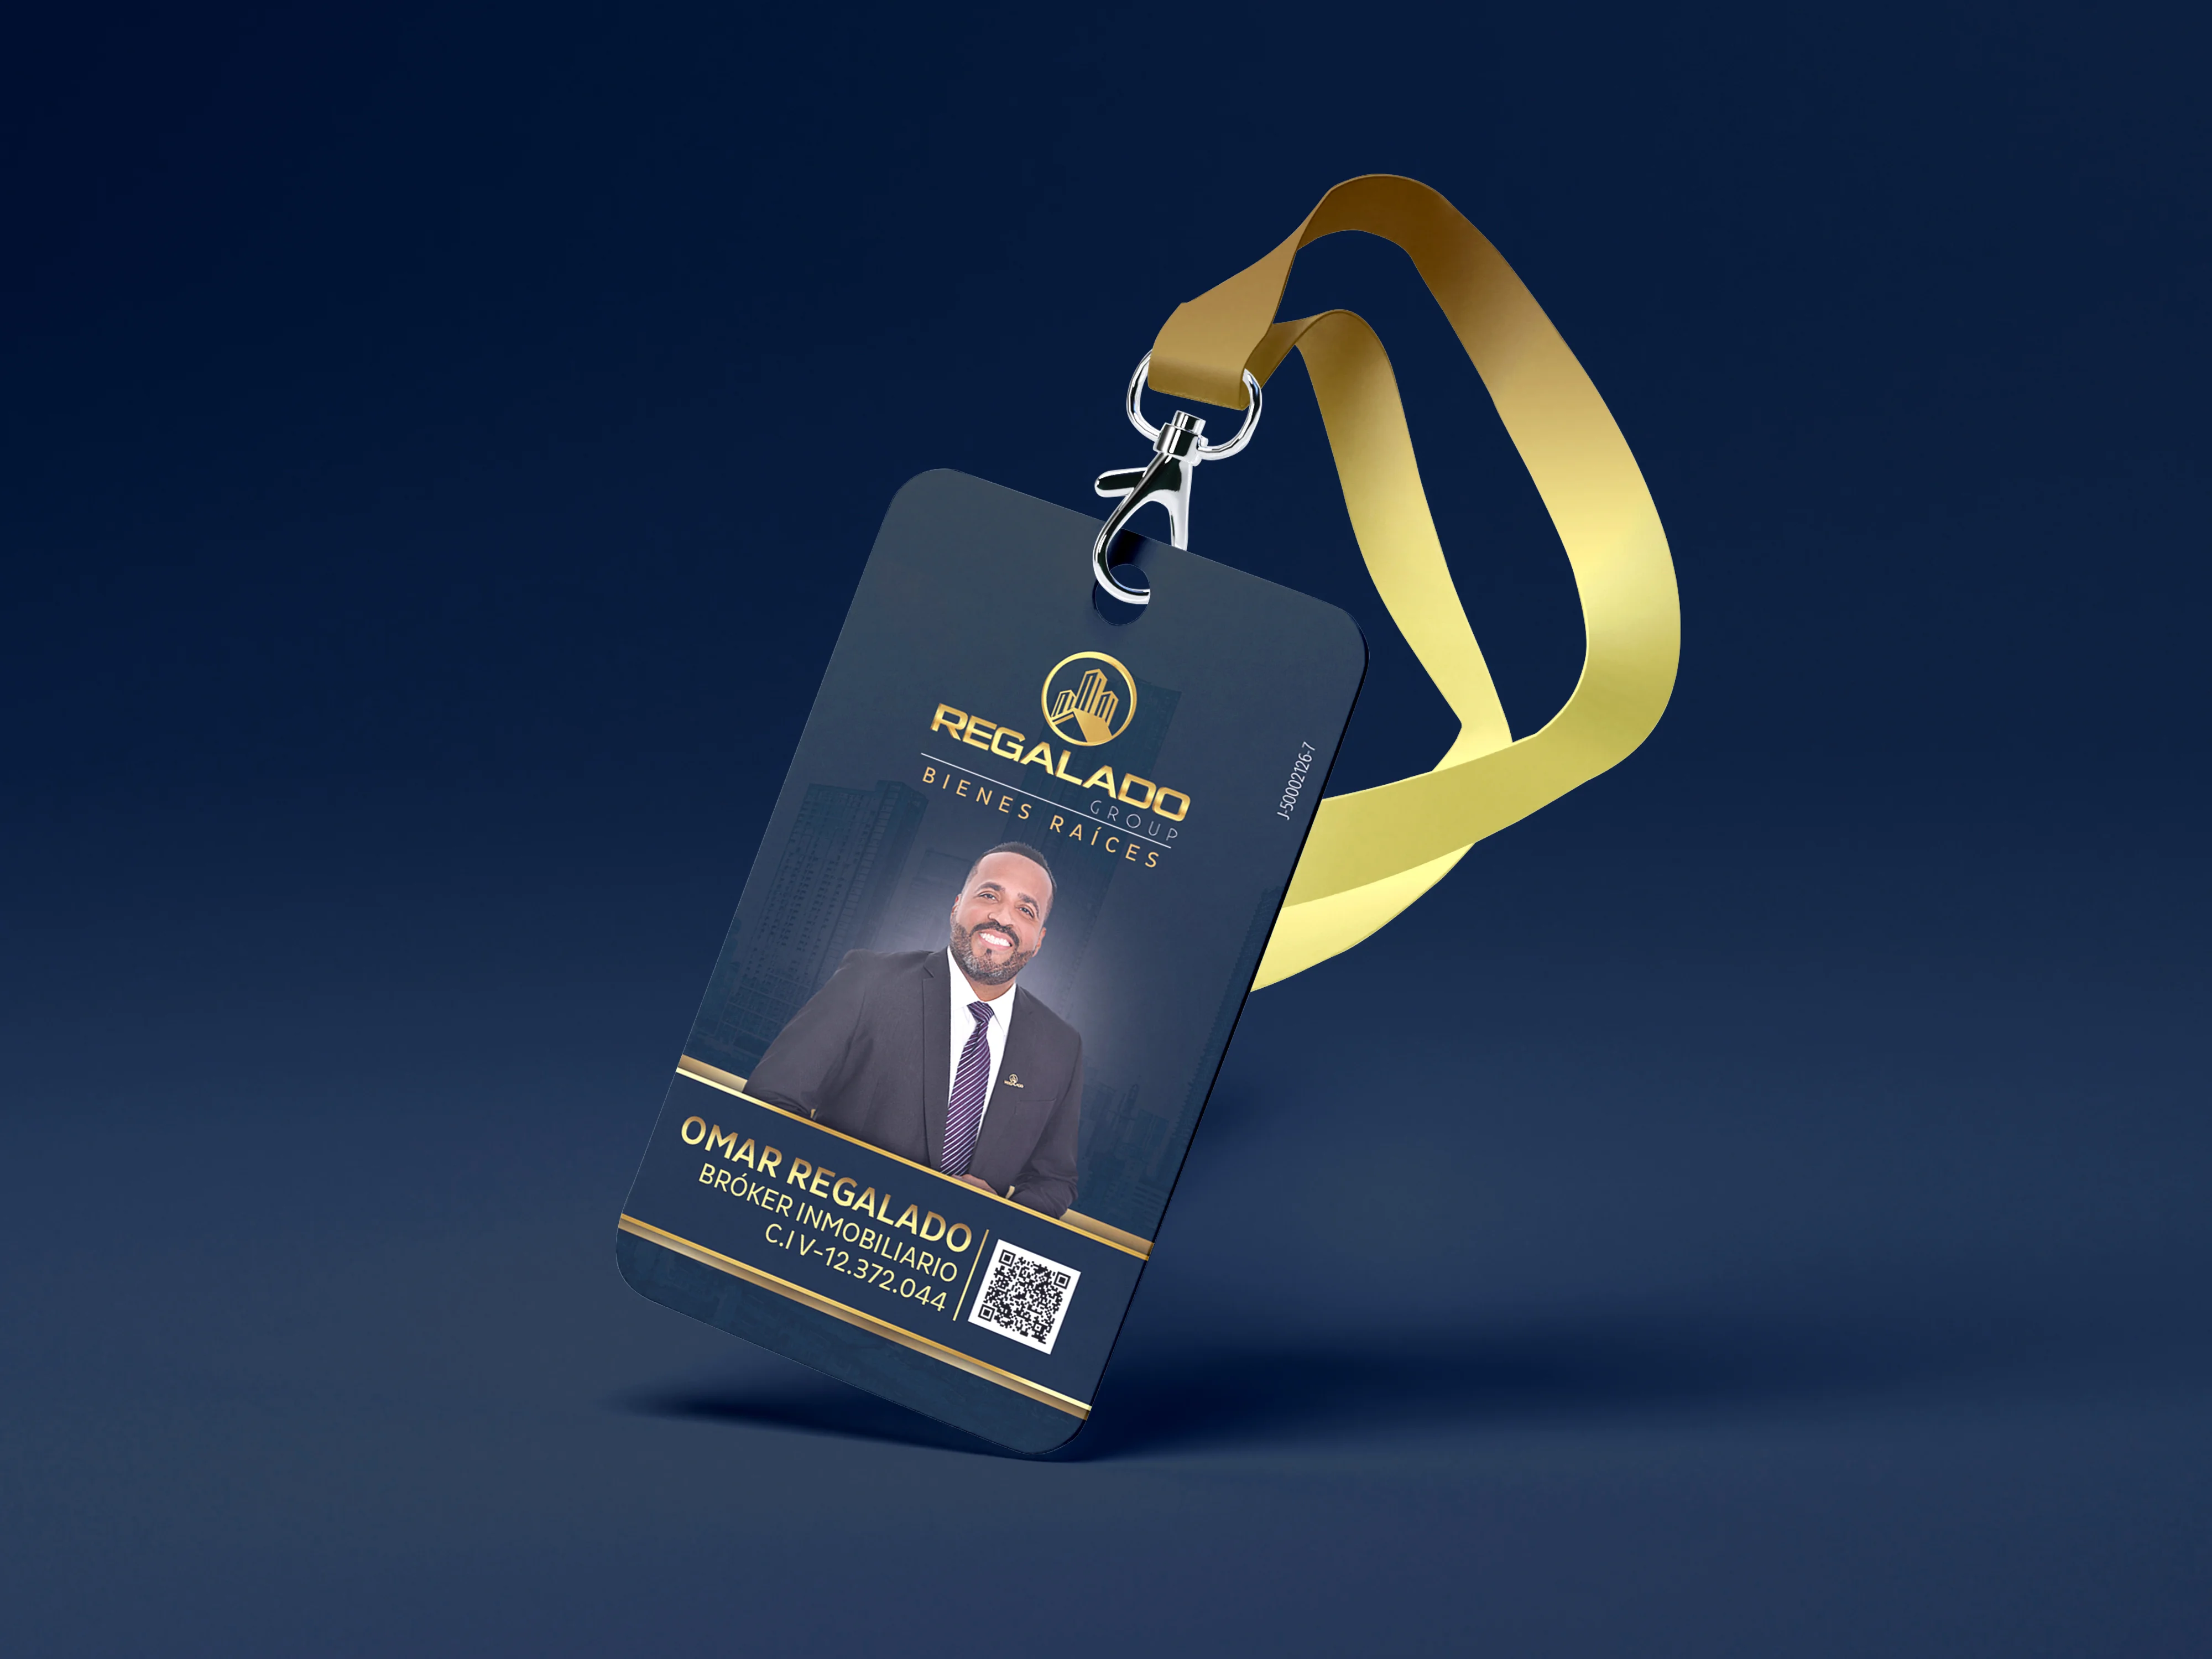 REGALADO
GROUP
BIENES RAÍCES
J-50002126-7
OMAR REGALADO
BRÓKER INMOBILIARIO
C.I V-12.372.044